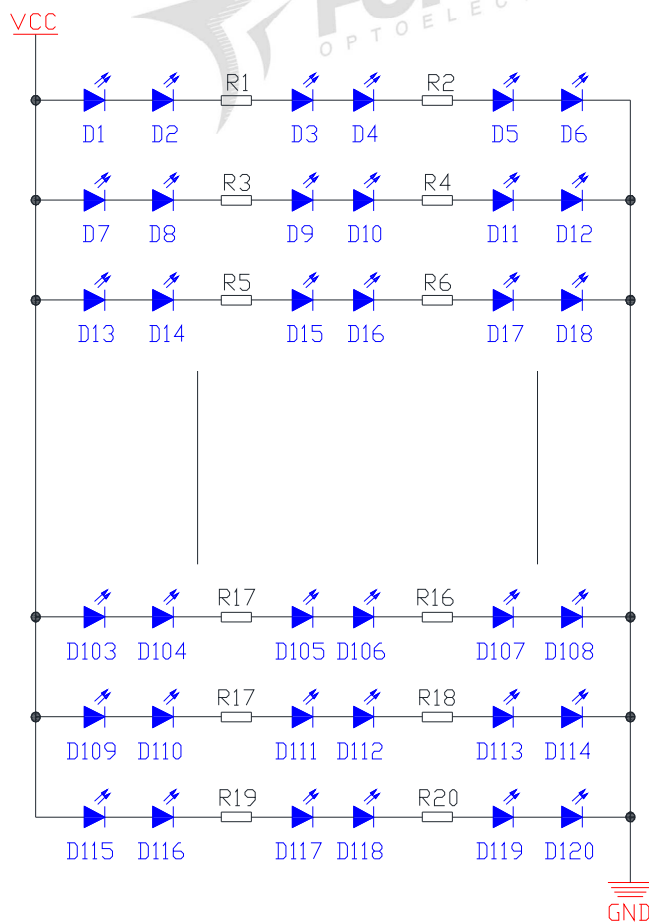 VCC
OPTOELEC
R1 R2
D1 D2 D3 D4 D5 D6
R3 R4
D7 D8 D9 D10 D11 D12
R5 R6
D13 D14 D15 D16 D17 D18
R17 R16
D103 D104 D105 D106 D107 D108
R17 R18
D109 D110 D111 D112 D113 D114
R19 R20
D115 D116 D117 D118 D119 D120
GND